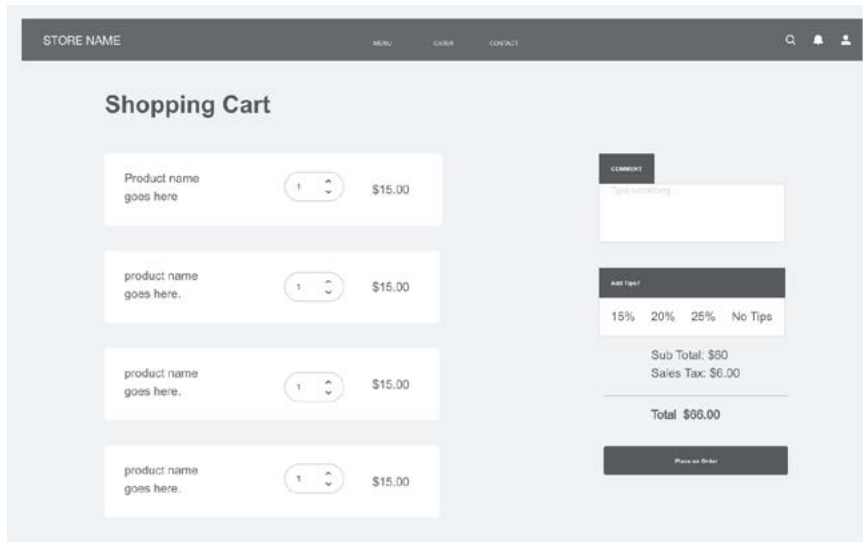 STORE NAME
MENU
CATER
CONTACT
Shopping Cart
Product name
goes here
1
$15.00
product name
goes here.
1
$15.00
product name
goes here.
1
$15.00
product name
goes here.
1
$15.00
COMMENT
Type something...
Add Tips?
15% 20% 25% No Tips
Sub Total: $60
Sales Tax: $6.00
Total $66.00
Place an Order